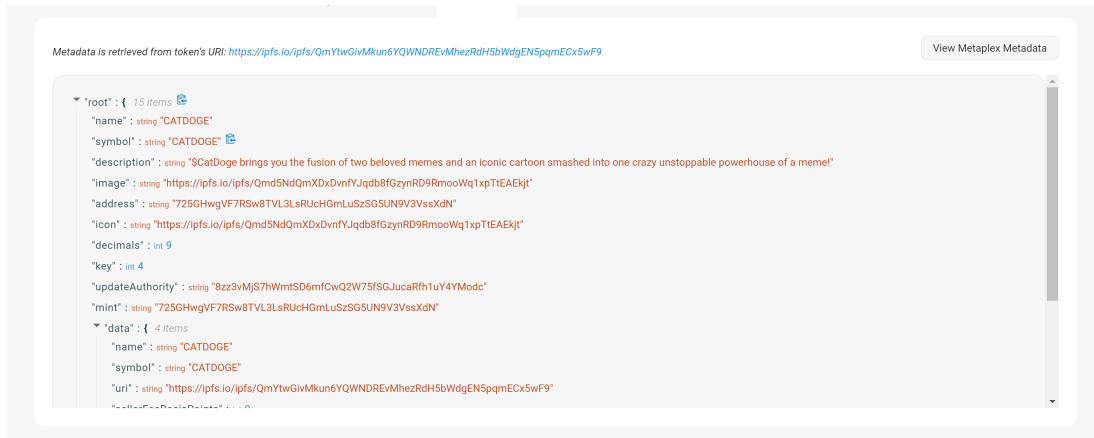 Metadata is retrieved from token's URI: https://ipfs.io/ipfs/QmYtwGivMkun6YQWNDREvMhezRdH5bWdgEN5pqmECx5wF9
View Metaplex Metadata
"root" : { 15 items
"name" : string "CATDOGE"
"symbol" : string "CATDOGE"
"description" : string "$CatDoge brings you the fusion of two beloved memes and an iconic cartoon smashed into one crazy unstoppable powerhouse of a meme!"
"image" : string "https://ipfs.io/ipfs/Qmd5NdQmXDxDvnfYJqdb8fGzynRD9RmooWq1xpTtEAEkjt"
"address" : string "725GHwgVF7RSw8TVL3LsRUcHGmLuSzSG5UN9V3VssXdN"
"icon" : string "https://ipfs.io/ipfs/Qmd5NdQmXDxDvnfYJqdb8fGzynRD9RmooWq1xpTtEAEkjt"
"decimals" : int 9
"key" : int 4
"updateAuthority" : string "8zz3vMjS7hWmtSD6mfCwQ2W75fSGJucaRfh1uY4YModc"
"mint" : string "725GHwgVF7RSw8TVL3LsRUcHGmLuSzSG5UN9V3VssXdN"
"data" : { 4 items
"name" : string "CATDOGE"
"symbol" : string "CATDOGE"
"uri" : string "https://ipfs.io/ipfs/QmYtwGivMkun6YQWNDREvMhezRdH5bWdgEN5pqmECx5wF9"